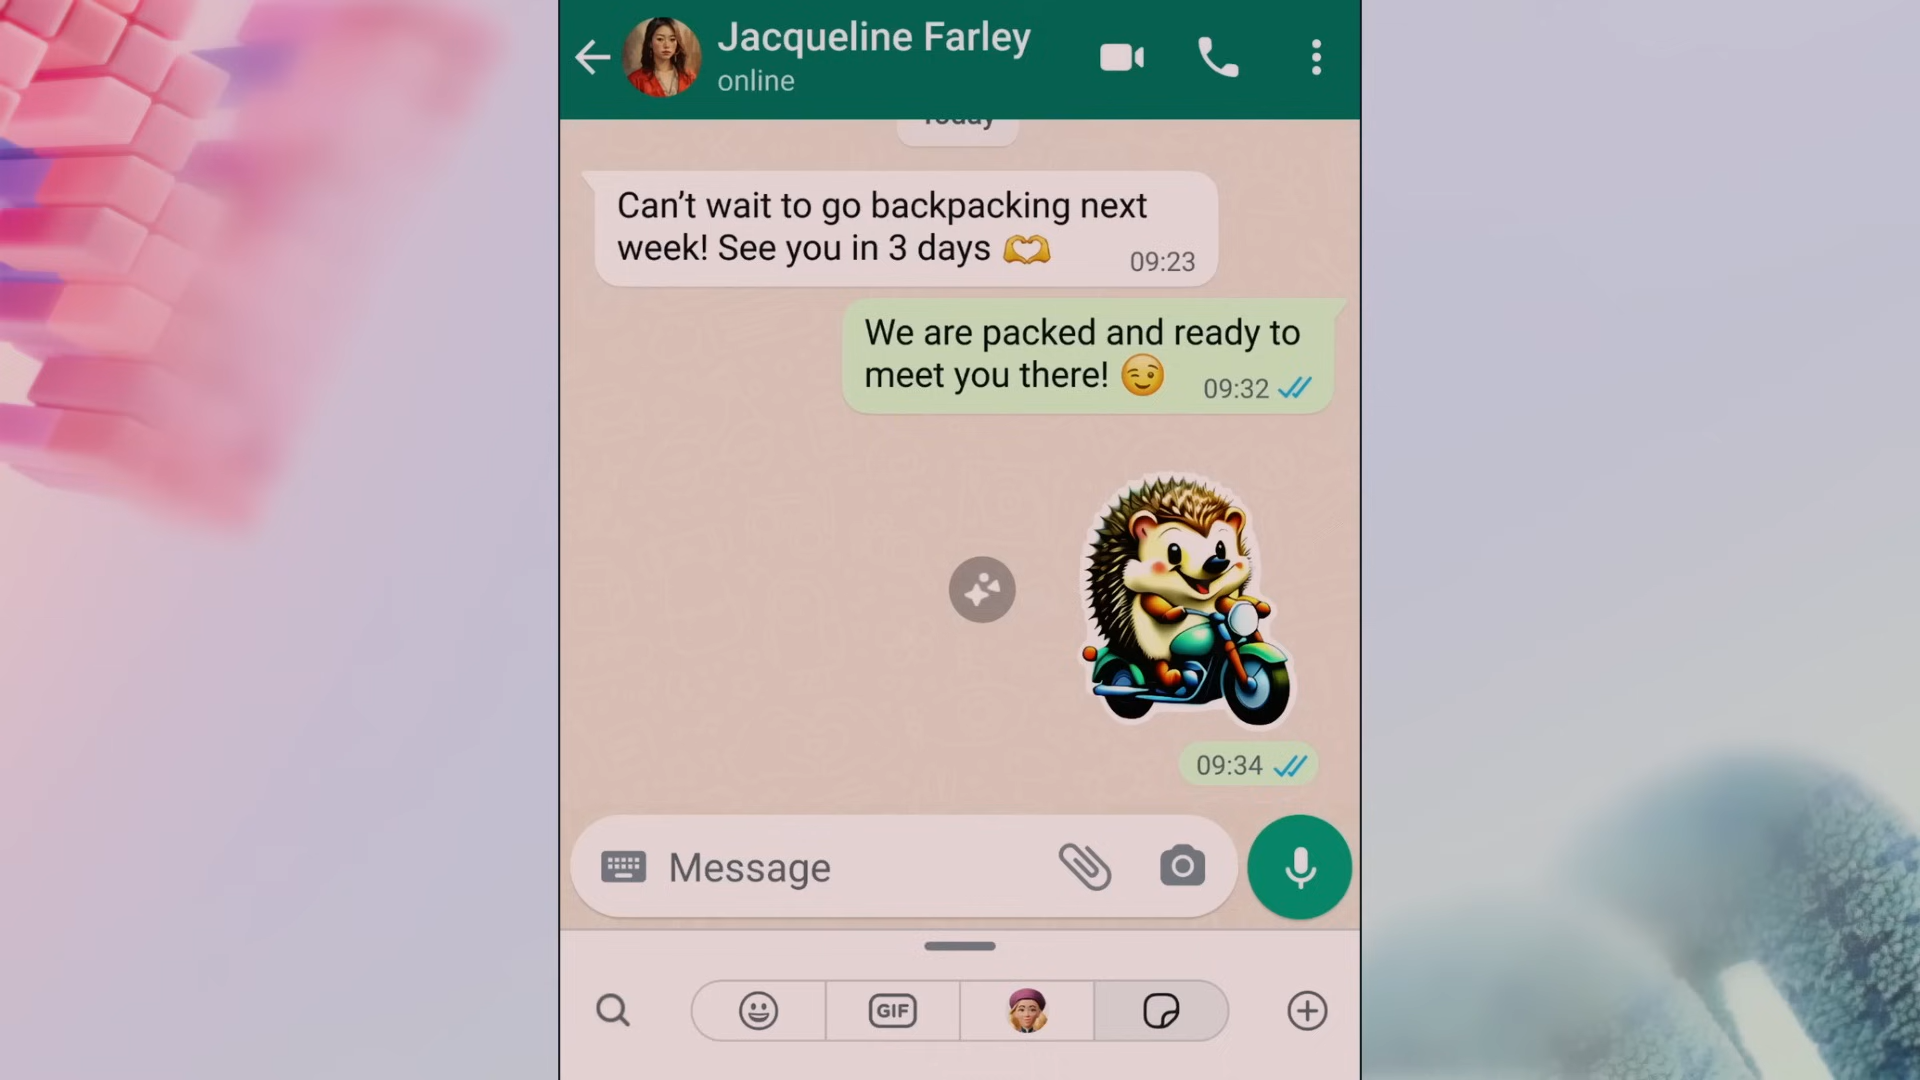 Jacqueline Farley
online
Today
Can’t wait to go backpacking next
week! See you in 3 days 🫶
09:23
We are packed and ready to
meet you there! 😉
09:32
09:34
Message
GIF